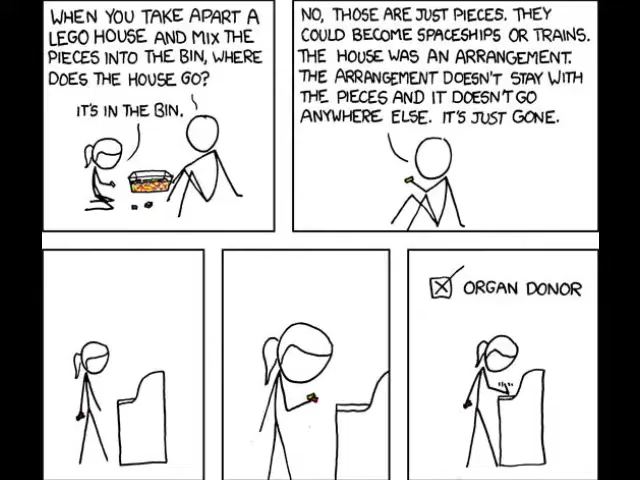 WHEN YOU TAKE APART A
LEGO HOUSE AND MIX THE
PIECES INTO THE BIN, WHERE
DOES THE HOUSE GO?
IT'S IN THE BIN.
NO, THOSE ARE JUST PIECES. THEY
COULD BECOME SPACESHIPS OR TRAINS.
THE HOUSE WAS AN ARRANGEMENT.
THE ARRANGEMENT DOESN'T STAY WITH
THE PIECES AND IT DOESN'T GO
ANYWHERE ELSE. IT'S JUST GONE.
ORGAN DONOR